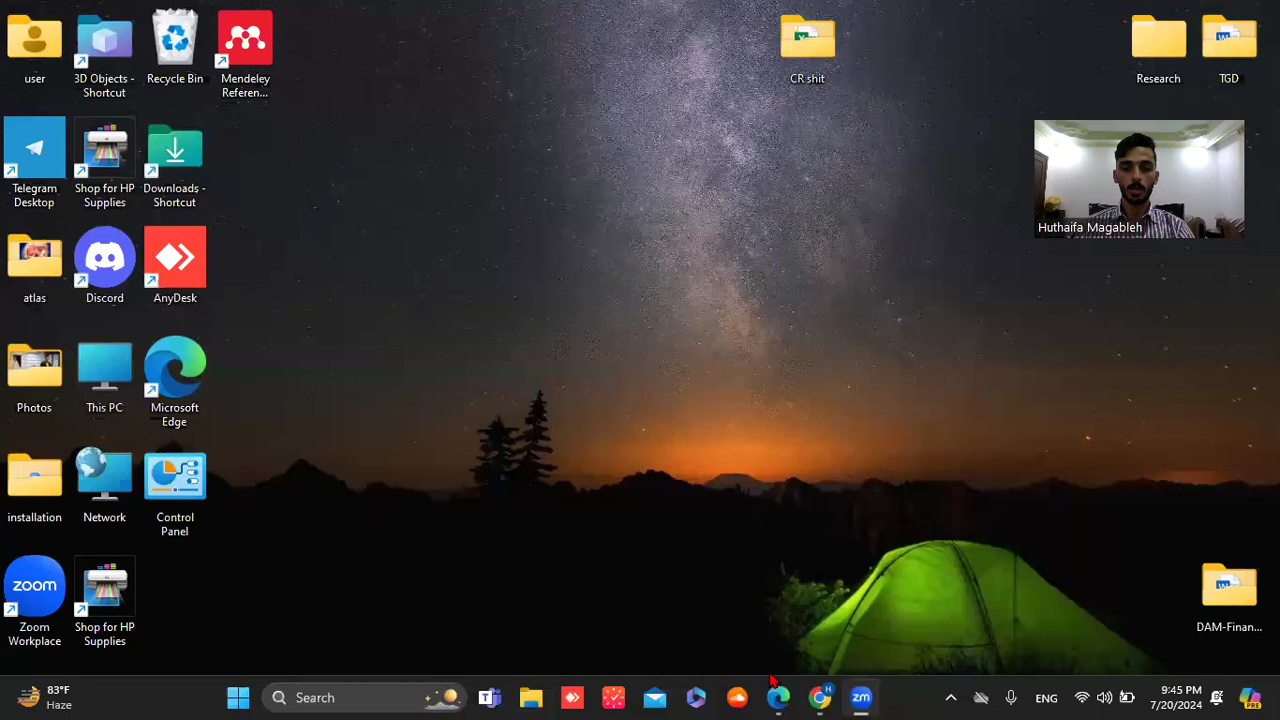 user
3D Objects -
Shortcut
Recycle Bin
Mendeley
Referen...
CR shit
Research
TGD
Telegram
Desktop
Shop for HP
Supplies
Downloads -
Shortcut
Huthaifa Magableh
atlas
Discord
AnyDesk
Photos
This PC
Microsoft
Edge
installation
Network
Control
Panel
zoom
Zoom
Workplace
Shop for HP
Supplies
DAM-Finan...
83°F
Haze
Search
H
zm
ENG
9:45 PM
7/20/2024
PRE